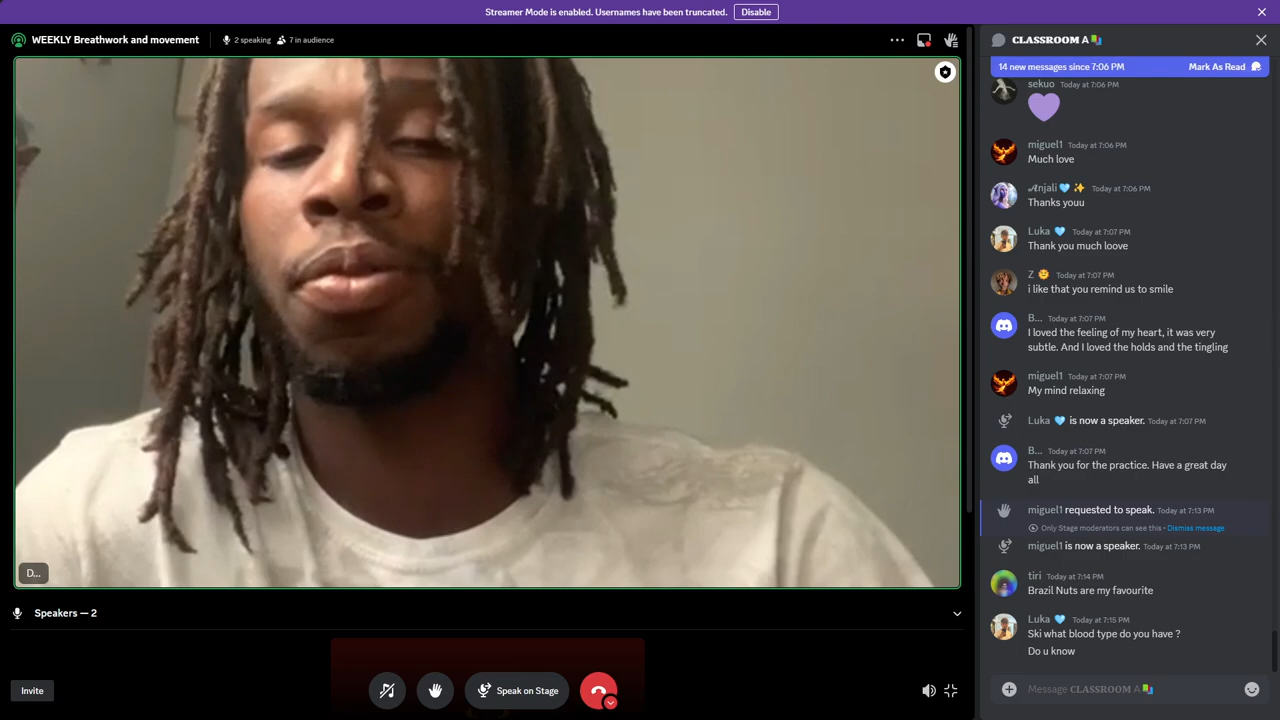 Streamer Mode is enabled. Usernames have been truncated. Disable
WEEKLY Breathwork and movement
2 speaking
7 in audience
D...
Speakers — 2
Invite
Speak on Stage
CLASSROOM A
14 new messages since 7:06 PM Mark As Read
sekuo Today at 7:06 PM
miguel1 Today at 7:06 PM
Much love
𝒜njali🩵 ✨ Today at 7:06 PM
Thanks youu
Luka 🩵 Today at 7:07 PM
Thank you much loove
Z 🌞 Today at 7:07 PM
i like that you remind us to smile
B... Today at 7:07 PM
I loved the feeling of my heart, it was very
subtle. And I loved the holds and the tingling
miguel1 Today at 7:07 PM
My mind relaxing
Luka 🩵 is now a speaker. Today at 7:07 PM
B... Today at 7:07 PM
Thank you for the practice. Have a great day
all
miguel1 requested to speak. Today at 7:13 PM
Only Stage moderators can see this • Dismiss message
miguel1 is now a speaker. Today at 7:13 PM
tiri Today at 7:14 PM
Brazil Nuts are my favourite
Luka 🩵 Today at 7:15 PM
Ski what blood type do you have ?
Do u know
Message CLASSROOM A